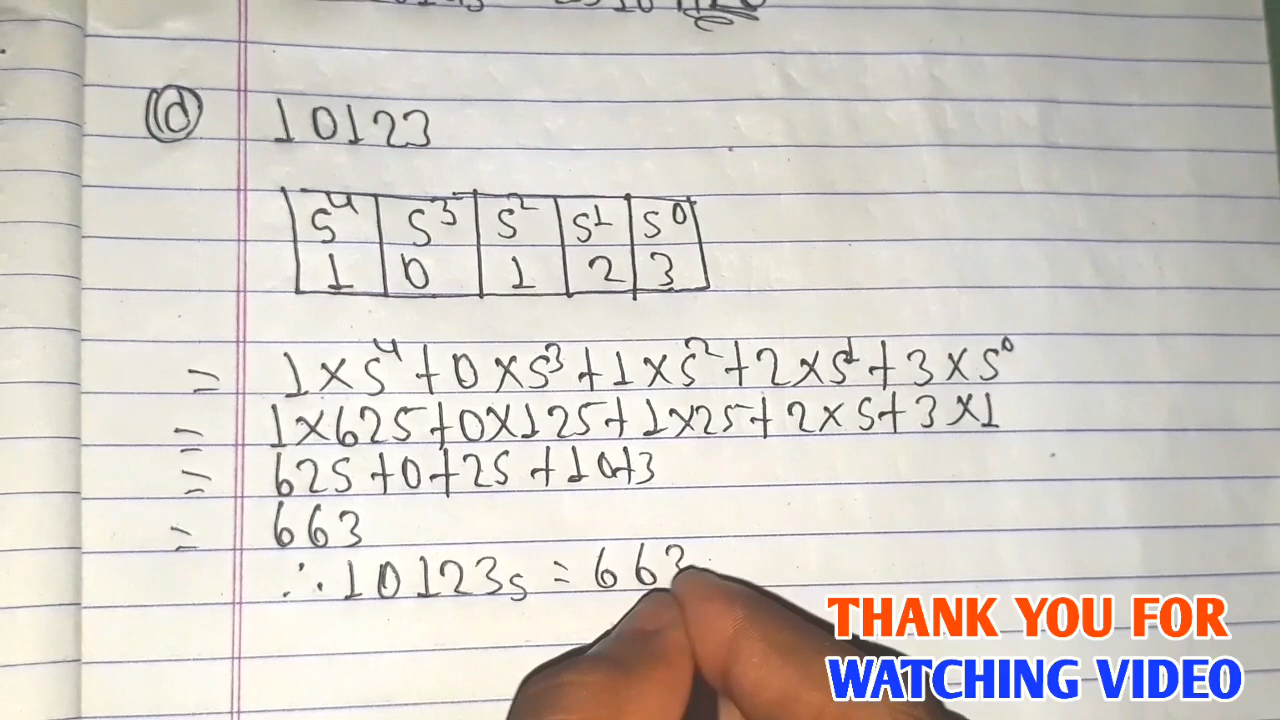 (d) 10123
5⁴ 5³ 5² 5¹ 5⁰
1 0 1 2 3
= 1×5⁴+0×5³+1×5²+2×5¹+3×5⁰
= 1×625+0×125+1×25+2×5+3×1
= 625+0+25+10+3
= 663
∴ 10123₅ = 663
THANK YOU FOR
WATCHING VIDEO